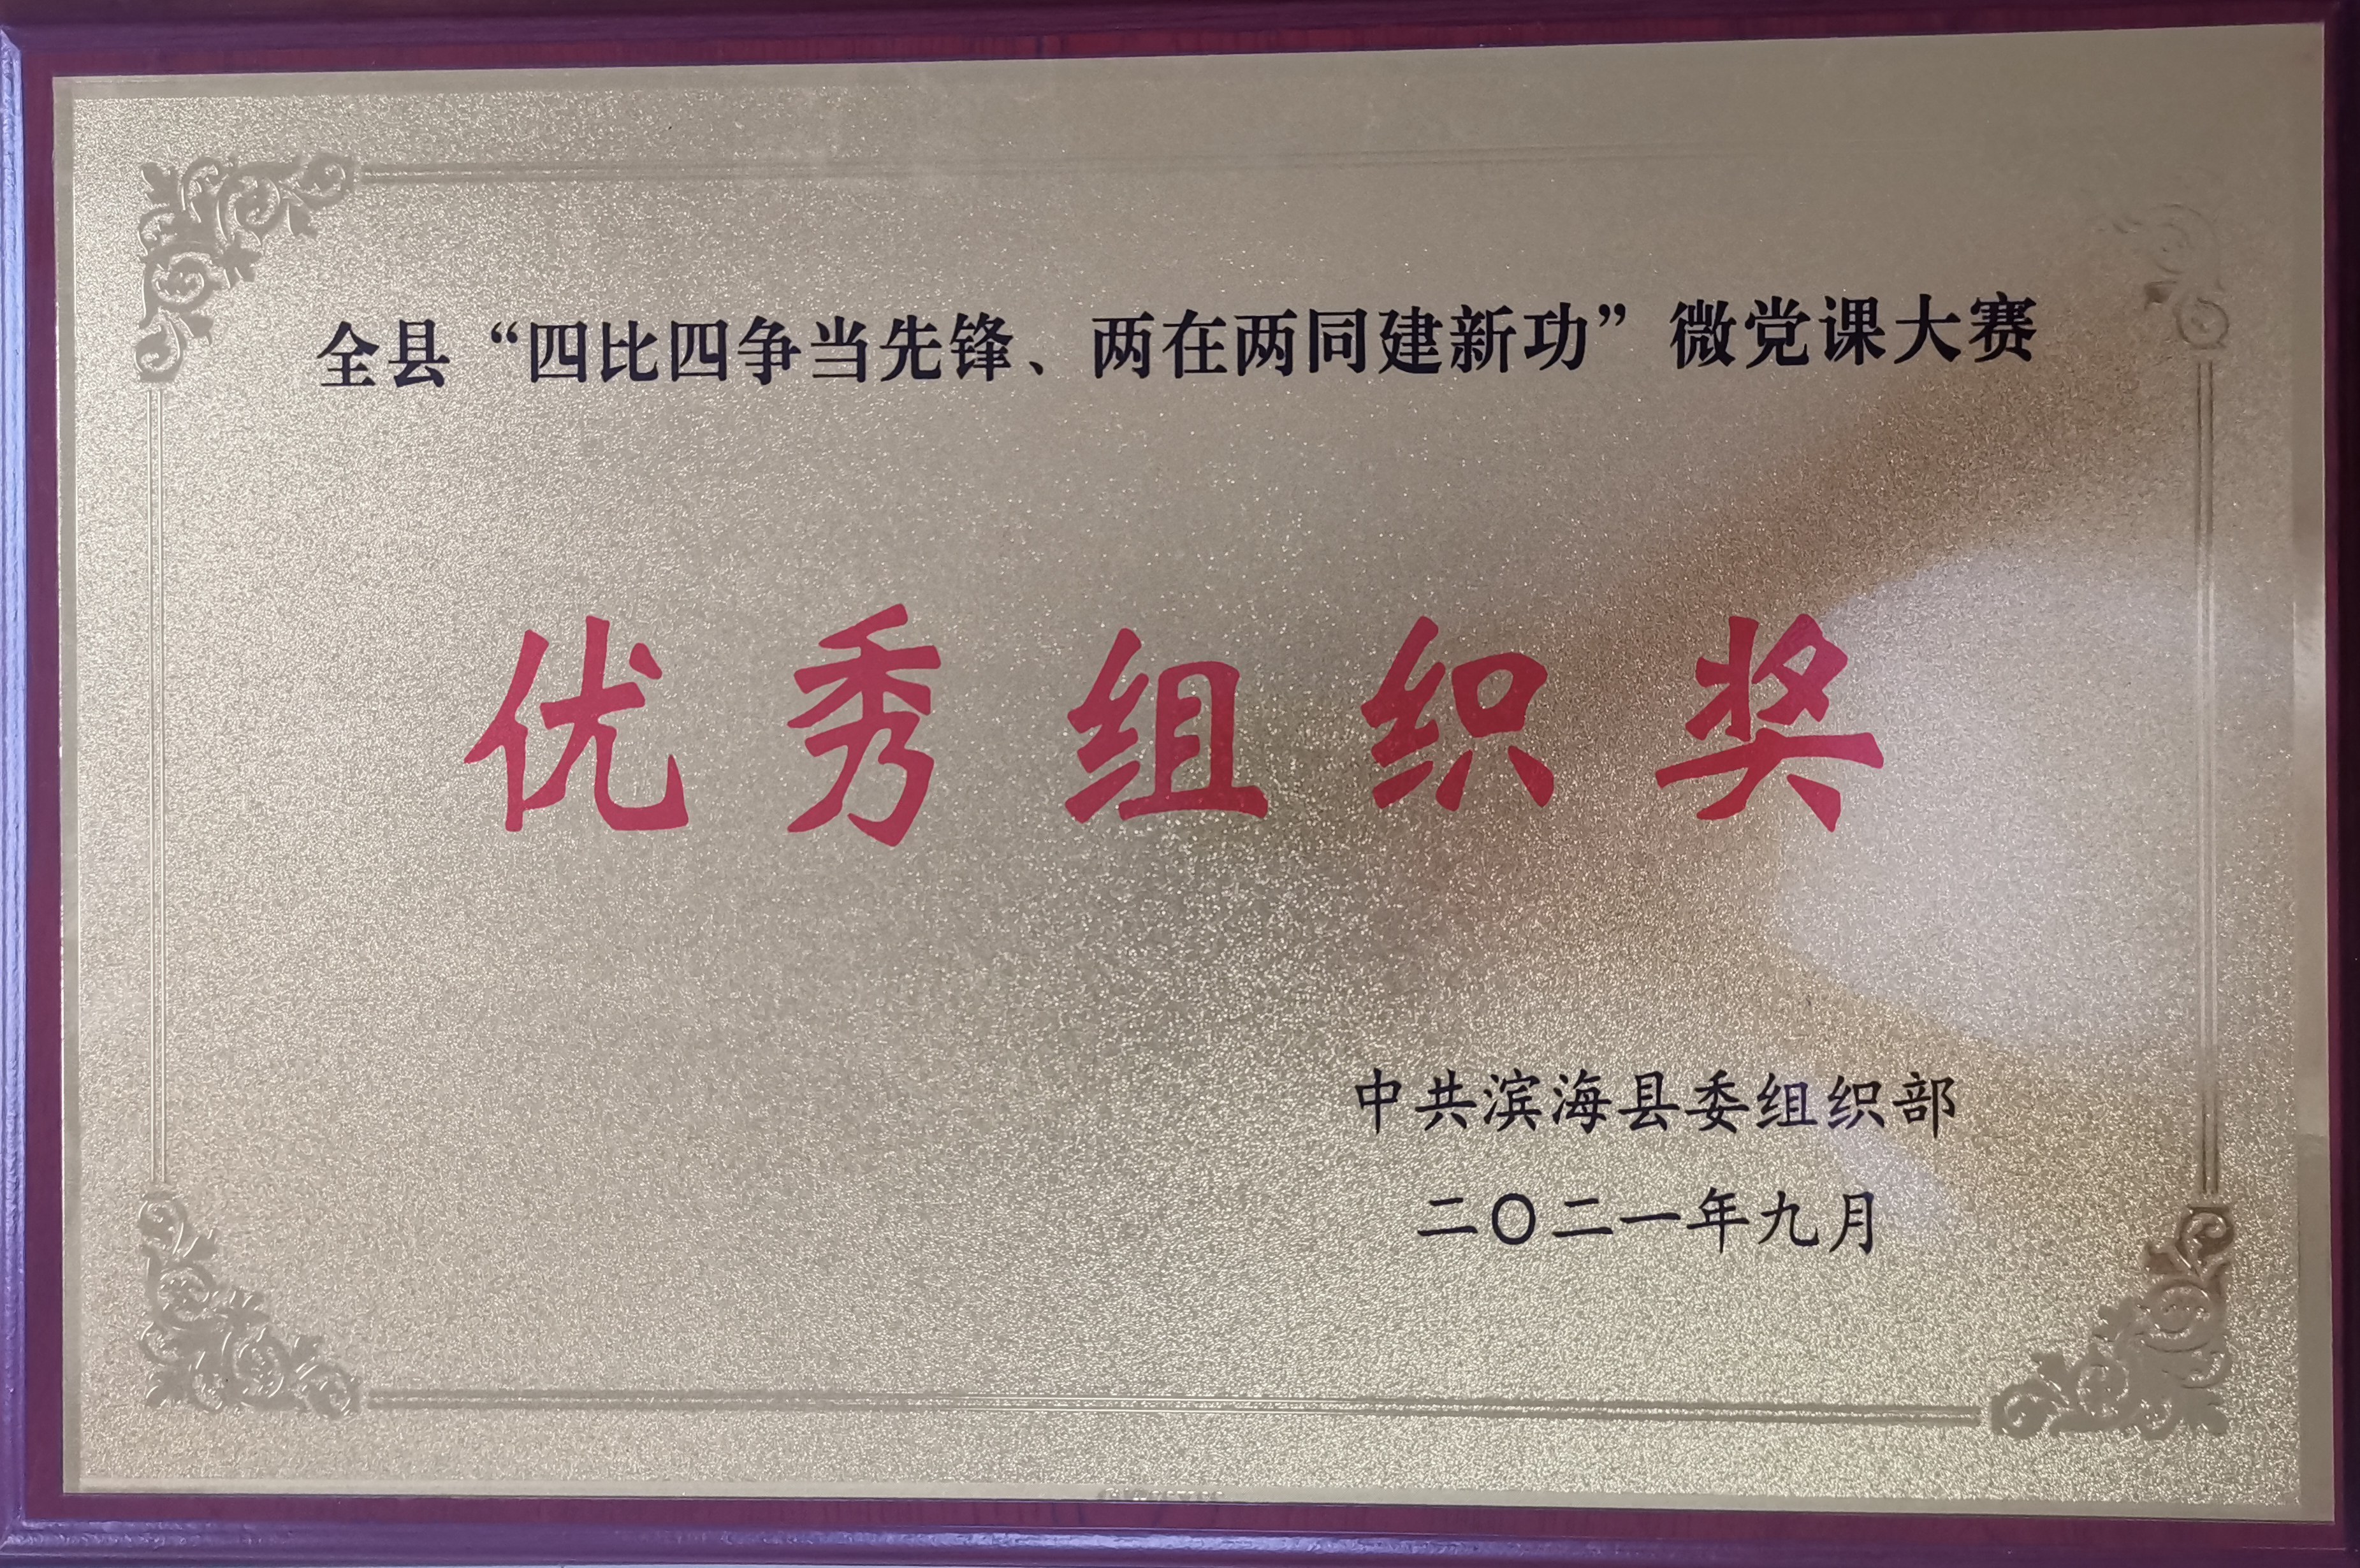 全县“四比四争当先锋、两在两同建新功”微党课大赛
优秀组织奖
中共滨海县委组织部
二〇二一年九月